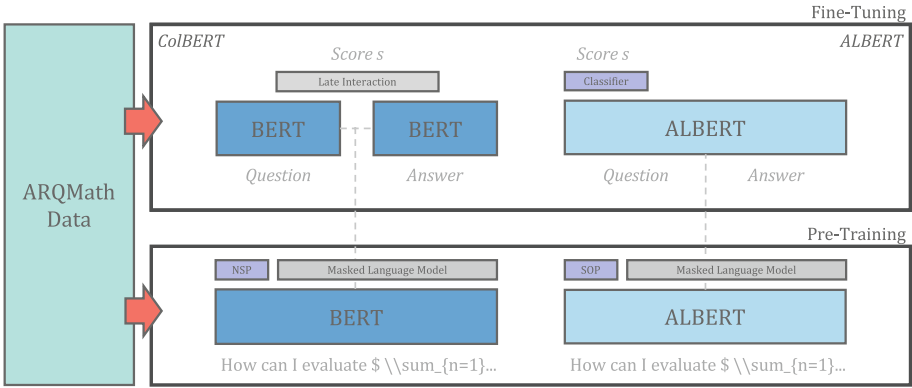 Fine-Tuning
ColBERT
ALBERT
Score s
Score s
Late Interaction
Classifier
BERT
BERT
ALBERT
Question
Answer
Question
Answer
ARQMath
Data
Pre-Training
NSP
Masked Language Model
SOP
Masked Language Model
BERT
ALBERT
How can I evaluate $ \\sum_{n=1}...
How can I evaluate $ \\sum_{n=1}...